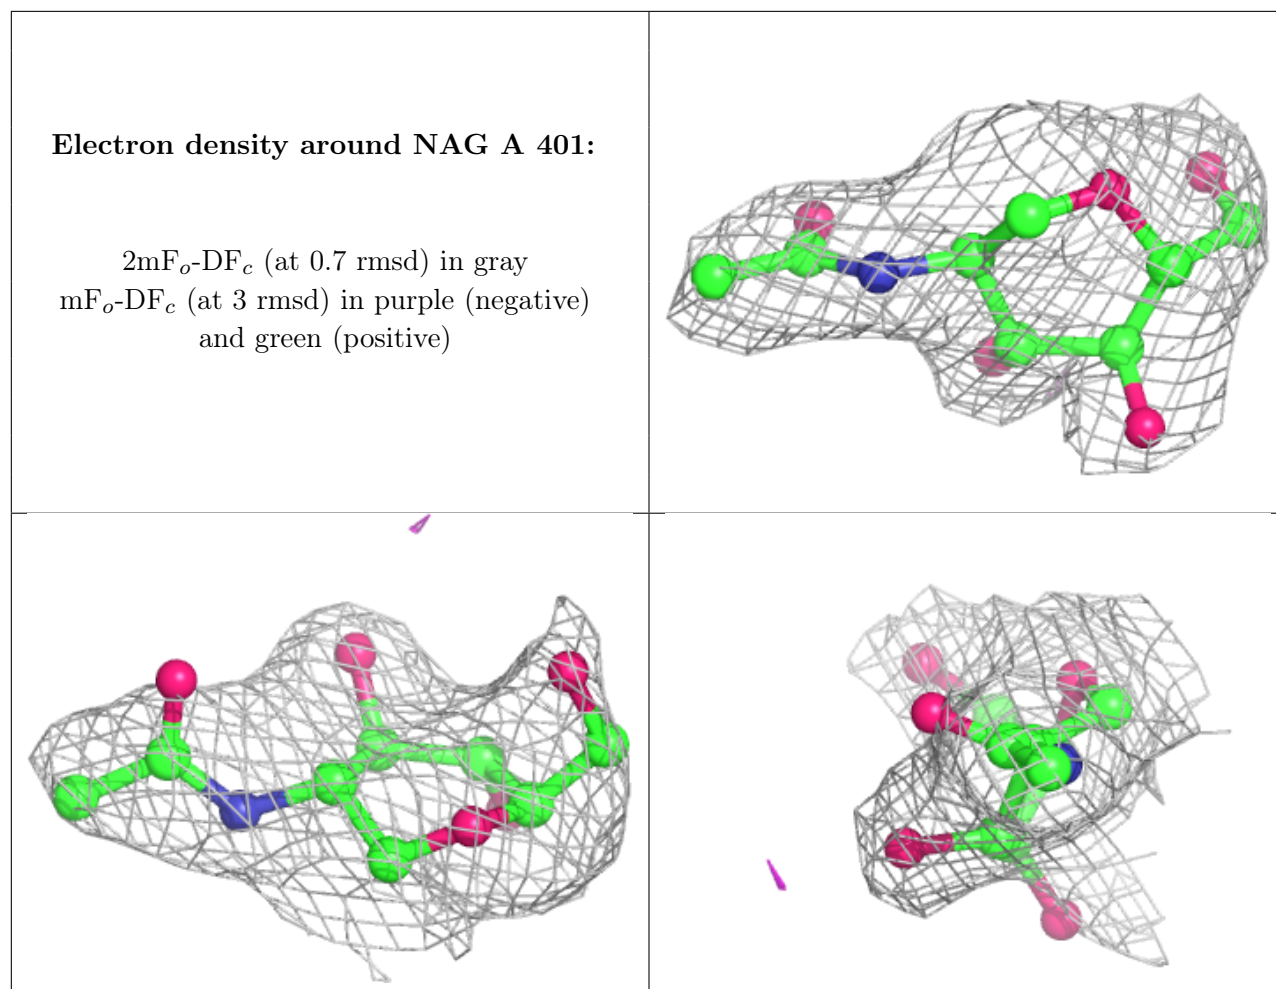 Electron density around NAG A 401:
2mFo-DFc (at 0.7 rmsd) in gray
mFo-DFc (at 3 rmsd) in purple (negative)
and green (positive)